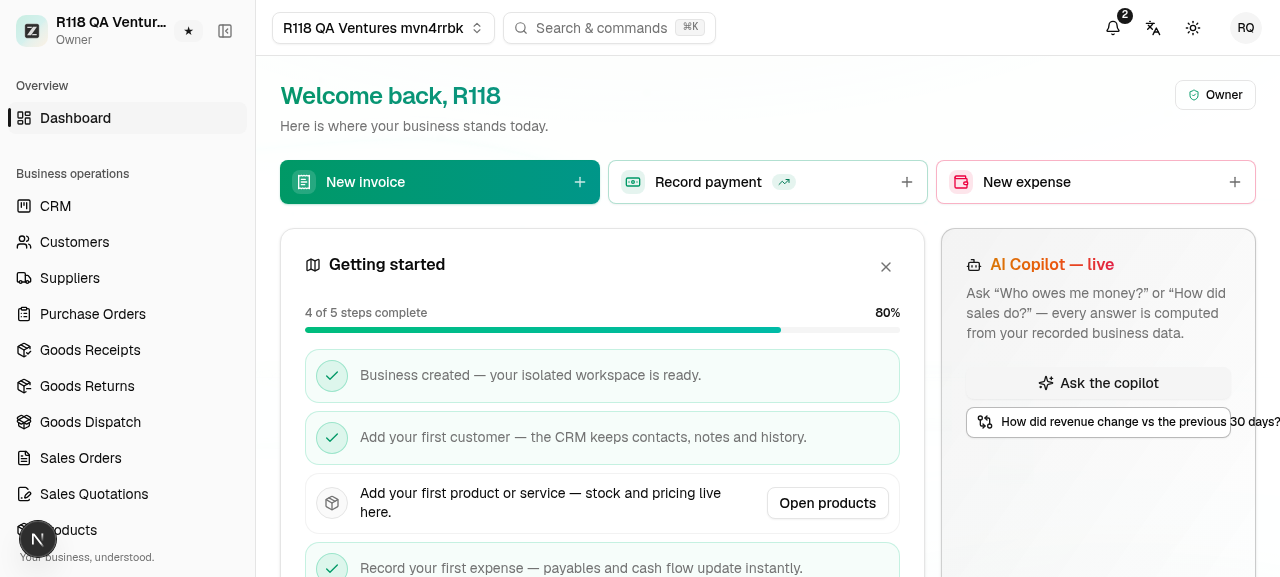 R118 QA Ventur...
Owner
Overview
Dashboard
Business operations
CRM
Customers
Suppliers
Purchase Orders
Goods Receipts
Goods Returns
Goods Dispatch
Sales Orders
Sales Quotations
oducts
N
Your business, understood.
R118 QA Ventures mvn4rrbk
Search & commands
⌘K
2
RQ
Welcome back, R118
Owner
Here is where your business stands today.
New invoice
Record payment
New expense
Getting started
4 of 5 steps complete
80%
Business created — your isolated workspace is ready.
Add your first customer — the CRM keeps contacts, notes and history.
Add your first product or service — stock and pricing live
here.
Open products
Record your first expense — payables and cash flow update instantly.
AI Copilot — live
Ask “Who owes me money?” or “How did
sales do?” — every answer is computed
from your recorded business data.
Ask the copilot
How did revenue change vs the previous 30 days?